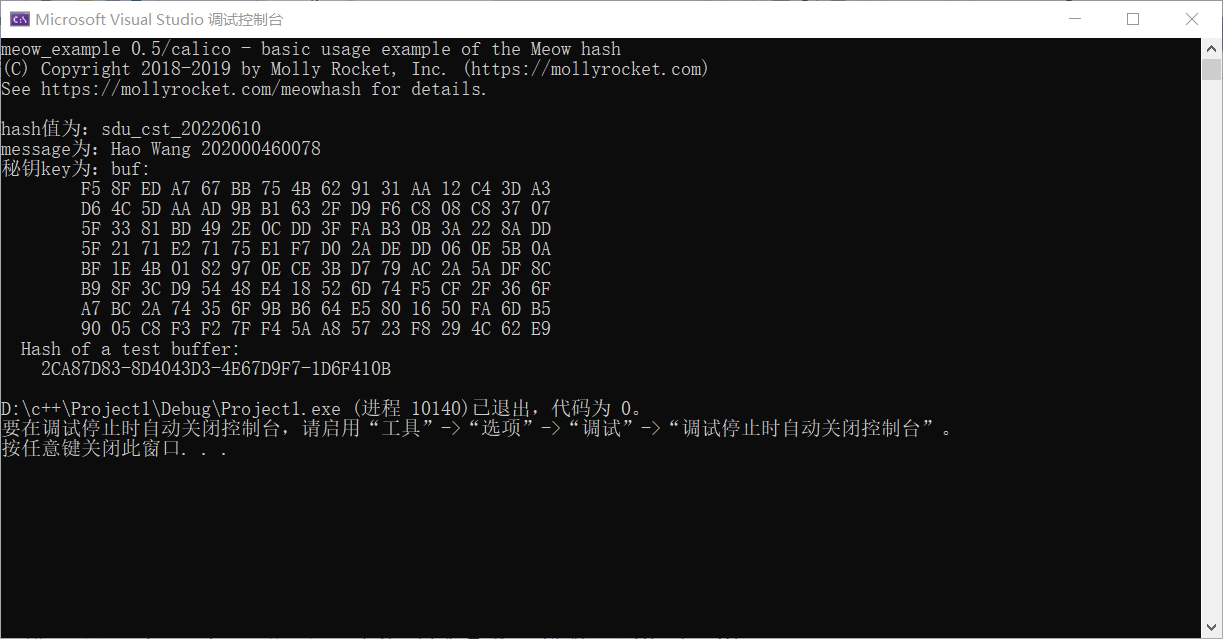 Microsoft Visual Studio 调试控制台
meow_example 0.5/calico - basic usage example of the Meow hash
(C) Copyright 2018-2019 by Molly Rocket, Inc. (https://mollyrocket.com)
See https://mollyrocket.com/meowhash for details.
hash值为: sdu_cst_20220610
message为: Hao Wang 202000460078
秘钥key为: buf:
F5 8F ED A7 67 BB 75 4B 62 91 31 AA 12 C4 3D A3
D6 4C 5D AA AD 9B B1 63 2F D9 F6 C8 08 C8 37 07
5F 33 81 BD 49 2E 0C DD 3F FA B3 0B 3A 22 8A DD
5F 21 71 E2 71 75 E1 F7 D0 2A DE DD 06 0E 5B 0A
BF 1E 4B 01 82 97 0E CE 3B D7 79 AC 2A 5A DF 8C
B9 8F 3C D9 54 48 E4 18 52 6D 74 F5 CF 2F 36 6F
A7 BC 2A 74 35 6F 9B B6 64 E5 80 16 50 FA 6D B5
90 05 C8 F3 F2 7F F4 5A A8 57 23 F8 29 4C 62 E9
Hash of a test buffer:
2CA87D83-8D4043D3-4E67D9F7-1D6F410B
D:\c++\Project1\Debug\Project1.exe (进程 10140)已退出，代码为 0。
要在调试停止时自动关闭控制台，请启用“工具”->“选项”->“调试”->“调试停止时自动关闭控制台”。
按任意键关闭此窗口. . .